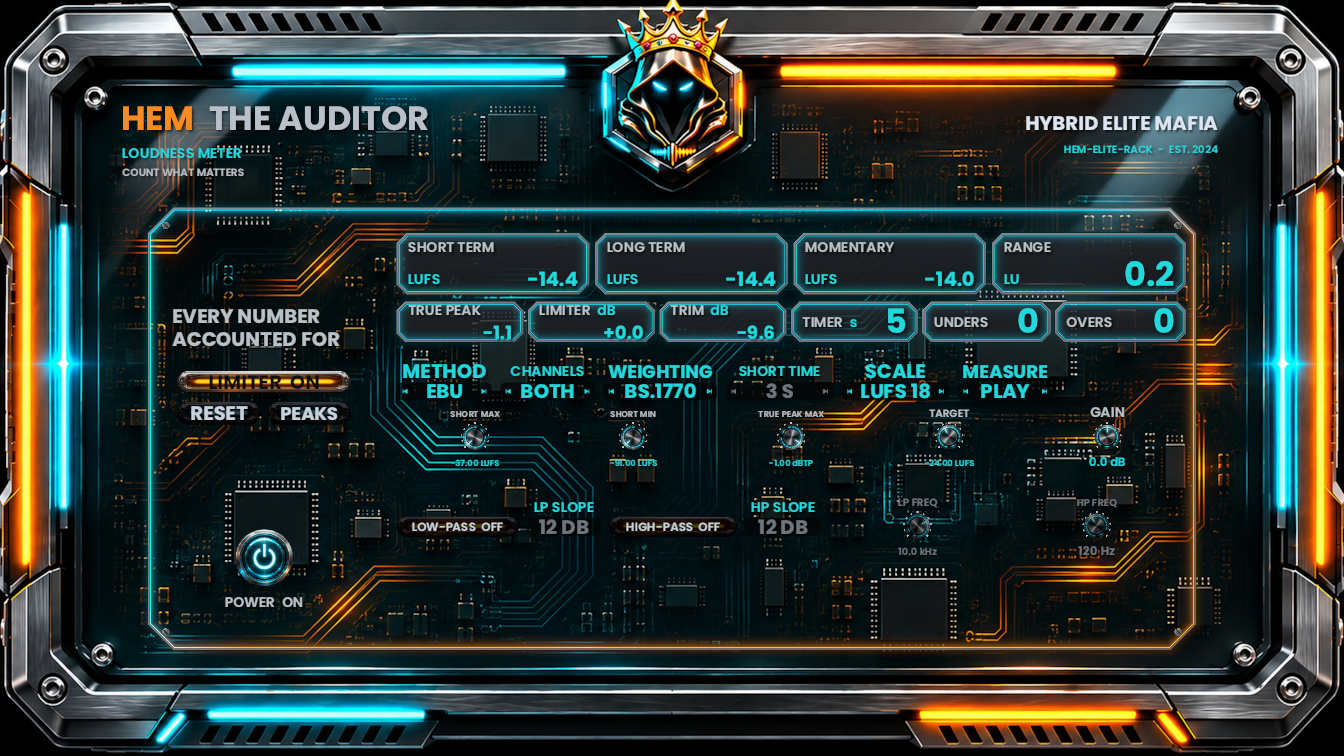 HEM THE AUDITOR
LOUDNESS METER
COUNT WHAT MATTERS
HYBRID ELITE MAFIA
HEM-ELITE-RACK - EST. 2024
SHORT TERM
LUFS -14.4
LONG TERM
LUFS -14.4
MOMENTARY
LUFS -14.0
RANGE
LU 0.2
TRUE PEAK
-1.1
LIMITER dB
+0.0
TRIM dB
-9.6
TIMER s 5
UNDERS 0
OVERS 0
EVERY NUMBER
ACCOUNTED FOR
LIMITER ON
RESET PEAKS
METHOD
EBU
CHANNELS
BOTH
WEIGHTING
BS.1770
SHORT TIME
3 S
SCALE
LUFS 18
MEASURE
PLAY
SHORT MAX
-37.00 LUFS
SHORT MIN
-91.00 LUFS
TRUE PEAK MAX
-1.00 dBTP
TARGET
-24.00 LUFS
GAIN
0.0 dB
LOW-PASS OFF
LP SLOPE
12 DB
HIGH-PASS OFF
HP SLOPE
12 DB
LP FREQ
10.0 kHz
HP FREQ
120 Hz
POWER ON